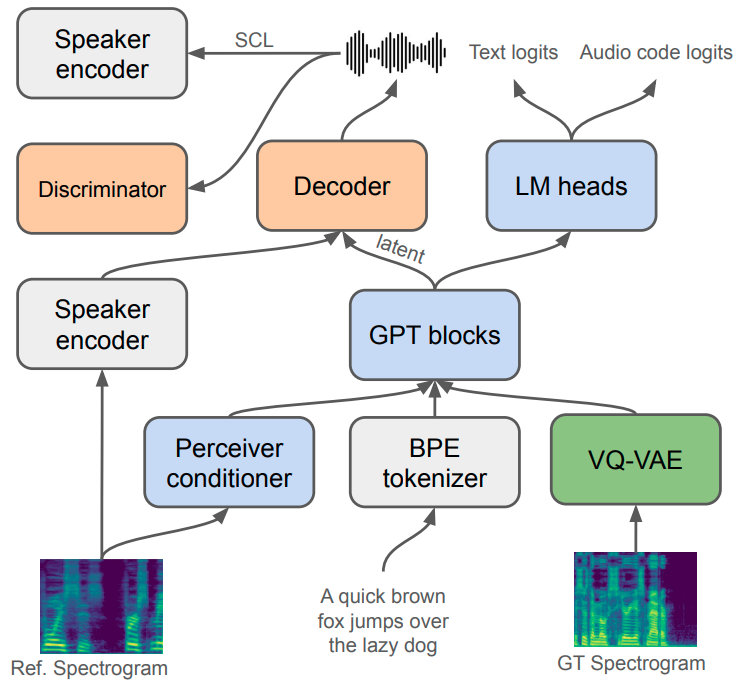 Speaker
encoder
SCL
Text logits
Audio code logits
Discriminator
Decoder
LM heads
latent
Speaker
encoder
GPT blocks
Perceiver
conditioner
BPE
tokenizer
VQ-VAE
A quick brown
fox jumps over
the lazy dog
Ref. Spectrogram
GT Spectrogram